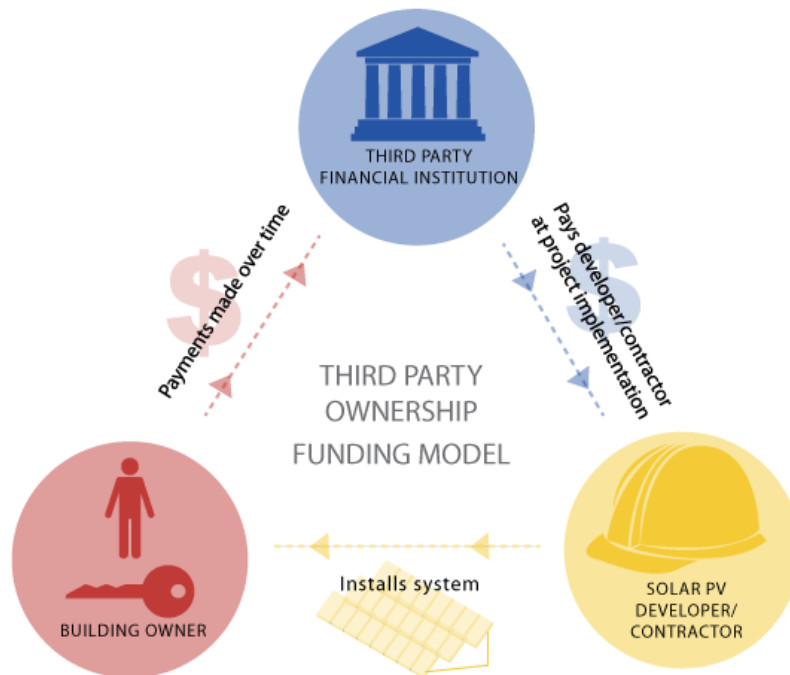 THIRD PARTY
FINANCIAL INSTITUTION
$
Payments made over time
$
Pays developer/contractor
at project implementation
THIRD PARTY
OWNERSHIP
FUNDING MODEL
BUILDING OWNER
Installs system
SOLAR PV
DEVELOPER/
CONTRACTOR